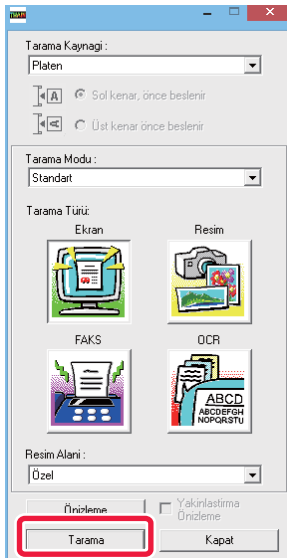 Tarama Kaynagi :
Platen
A
Sol kenar, önce beslenir
A
Üst kenar önce beslenir
Tarama Modu :
Standart
Tarama Türü:
Ekran Resim
FAKS OCR
ABCD
ABCDEFGH
NOPQRSTU
Resim Alani :
Özel
Önizleme Yakinlastirma
Önizleme
Tarama Kapat